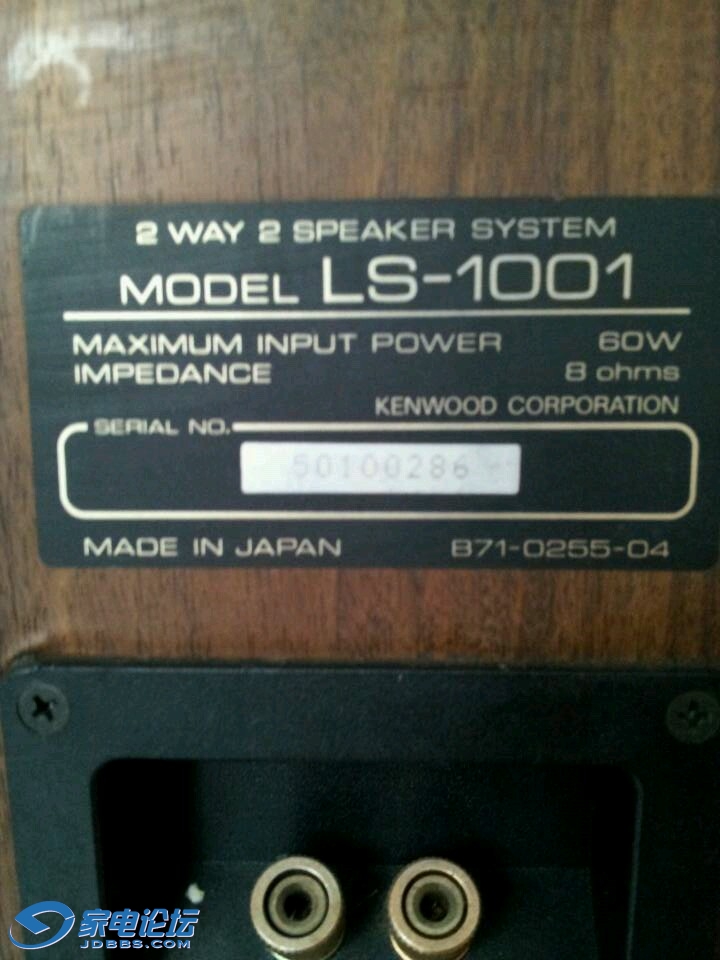 2 WAY 2 SPEAKER SYSTEM
MODEL LS-1001
MAXIMUM INPUT POWER 60W
IMPEDANCE 8 ohms
KENWOOD CORPORATION
SERIAL NO.
50100286
MADE IN JAPAN B71-0255-04
家电论坛
JDBBS.COM